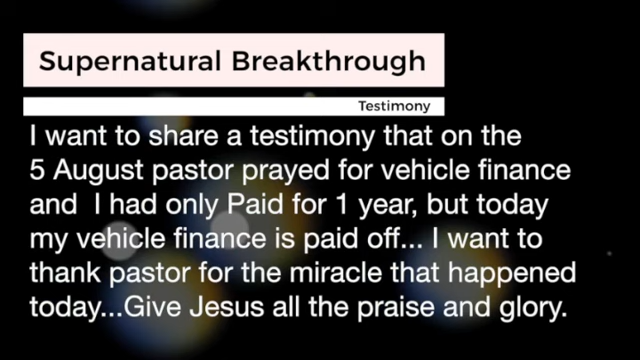 Supernatural Breakthrough
Testimony
I want to share a testimony that on the
5 August pastor prayed for vehicle finance
and I had only Paid for 1 year, but today
my vehicle finance is paid off... I want to
thank pastor for the miracle that happened
today...Give Jesus all the praise and glory.